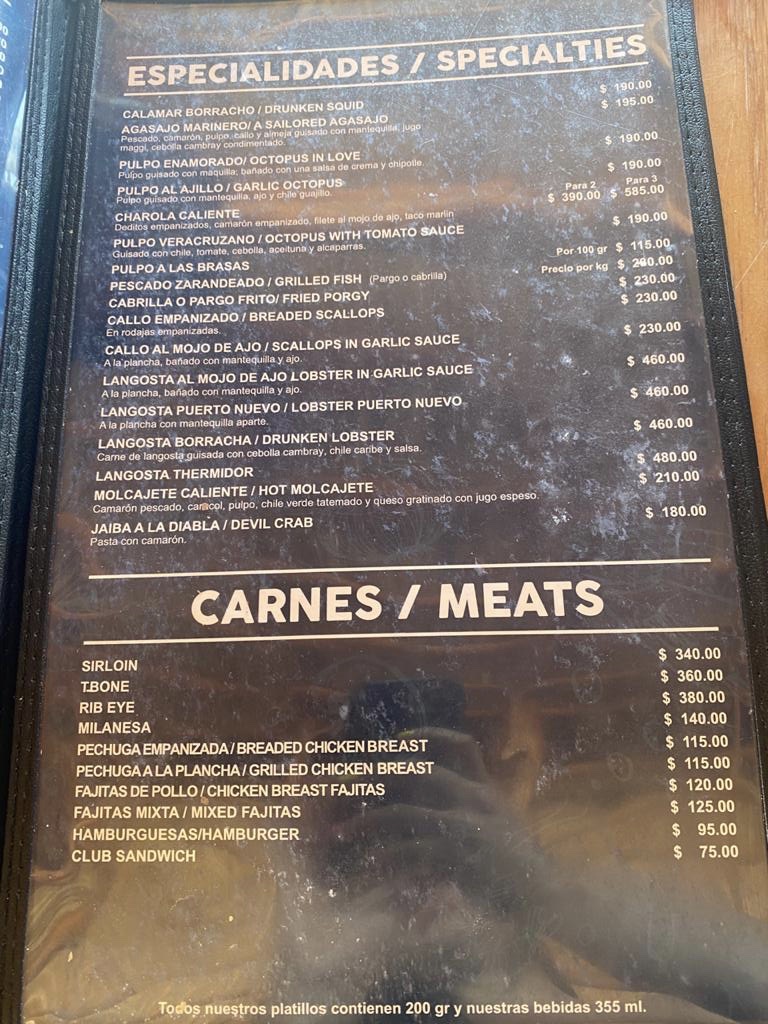 ESPECIALIDADES / SPECIALTIES
CALAMAR BORRACHO / DRUNKEN SQUID $ 190.00
AGASAJO MARINERO/ A SAILORED AGASAJO $ 195.00
Pescado, camarón, pulpo, callo y almeja guisado con mantequilla, jugo
maggi, cebolla cambray condimentado.
PULPO ENAMORADO/ OCTOPUS IN LOVE $ 190.00
Pulpo guisado con maquilla, bañado con una salsa de crema y chipotle.
PULPO AL AJILLO / GARLIC OCTOPUS $ 190.00
Pulpo guisado con mantequilla, ajo y chile guajillo.
Para 2 Para 3
CHAROLA CALIENTE $ 390.00 $ 585.00
Deditos empanizados, camarón empanizado, filete al mojo de ajo, taco marlin
PULPO VERACRUZANO / OCTOPUS WITH TOMATO SAUCE $ 190.00
Guisado con chile, tomate, cebolla, aceituna y alcaparras.
PULPO A LAS BRASAS Por 100 gr $ 115.00
PESCADO ZARANDEADO / GRILLED FISH (Pargo o cabrilla) Precio por kg $ 280.00
CABRILLA O PARGO FRITO/ FRIED PORGY $ 230.00
CALLO EMPANIZADO / BREADED SCALLOPS $ 230.00
En rodajas empanizadas.
CALLO AL MOJO DE AJO / SCALLOPS IN GARLIC SAUCE $ 230.00
A la plancha, bañado con mantequilla y ajo.
LANGOSTA AL MOJO DE AJO LOBSTER IN GARLIC SAUCE $ 460.00
A la plancha, bañado con mantequilla y ajo.
LANGOSTA PUERTO NUEVO / LOBSTER PUERTO NUEVO $ 460.00
A la plancha con mantequilla aparte.
LANGOSTA BORRACHA / DRUNKEN LOBSTER $ 460.00
Carne de langosta guisada con cebolla cambray, chile caribe y salsa.
LANGOSTA THERMIDOR $ 480.00
MOLCAJETE CALIENTE / HOT MOLCAJETE $ 210.00
Camarón pescado, caracol, pulpo, chile verde tatemado y queso gratinado con jugo espeso.
JAIBA A LA DIABLA / DEVIL CRAB $ 180.00
Pasta con camarón.
CARNES / MEATS
SIRLOIN $ 340.00
T.BONE $ 360.00
RIB EYE $ 380.00
MILANESA $ 140.00
PECHUGA EMPANIZADA / BREADED CHICKEN BREAST $ 115.00
PECHUGA A LA PLANCHA / GRILLED CHICKEN BREAST $ 115.00
FAJITAS DE POLLO / CHICKEN BREAST FAJITAS $ 120.00
FAJITAS MIXTA / MIXED FAJITAS $ 125.00
HAMBURGUESAS/HAMBURGER $ 95.00
CLUB SANDWICH $ 75.00
Todos nuestros platillos contienen 200 gr y nuestras bebidas 355 ml.